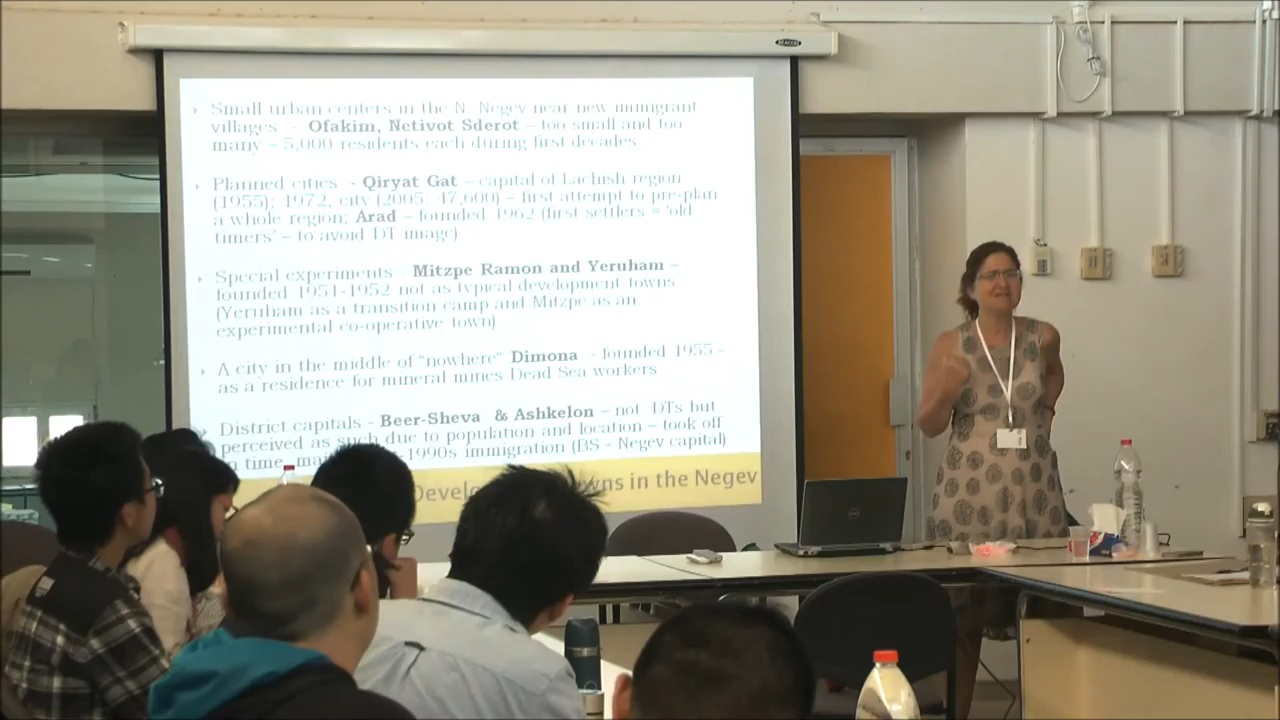 BEACON
Small urban centers in the N. Negev near new immigrant
villages - Ofakim, Netivot Sderot – too small and too
many – 5,000 residents each during first decades
Planned cities - Qiryat Gat – capital of Lachish region
(1955); 1972, city (2005: 47,600) – first attempt to pre-plan
a whole region; Arad – founded 1962 (first settlers = 'old
timers' – to avoid DT image)
Special experiments - Mitzpe Ramon and Yeruham –
founded 1951-1952 not as typical development towns
(Yeruham as a transition camp and Mitzpe as an
experimental co-operative town)
A city in the middle of "nowhere" Dimona - founded 1955 –
as a residence for mineral mines Dead Sea workers
District capitals - Beer-Sheva & Ashkelon – not DTs but
perceived as such due to population and location – took off
time, 1990s immigration (BS - Negev capital)
in the Negev
DELL